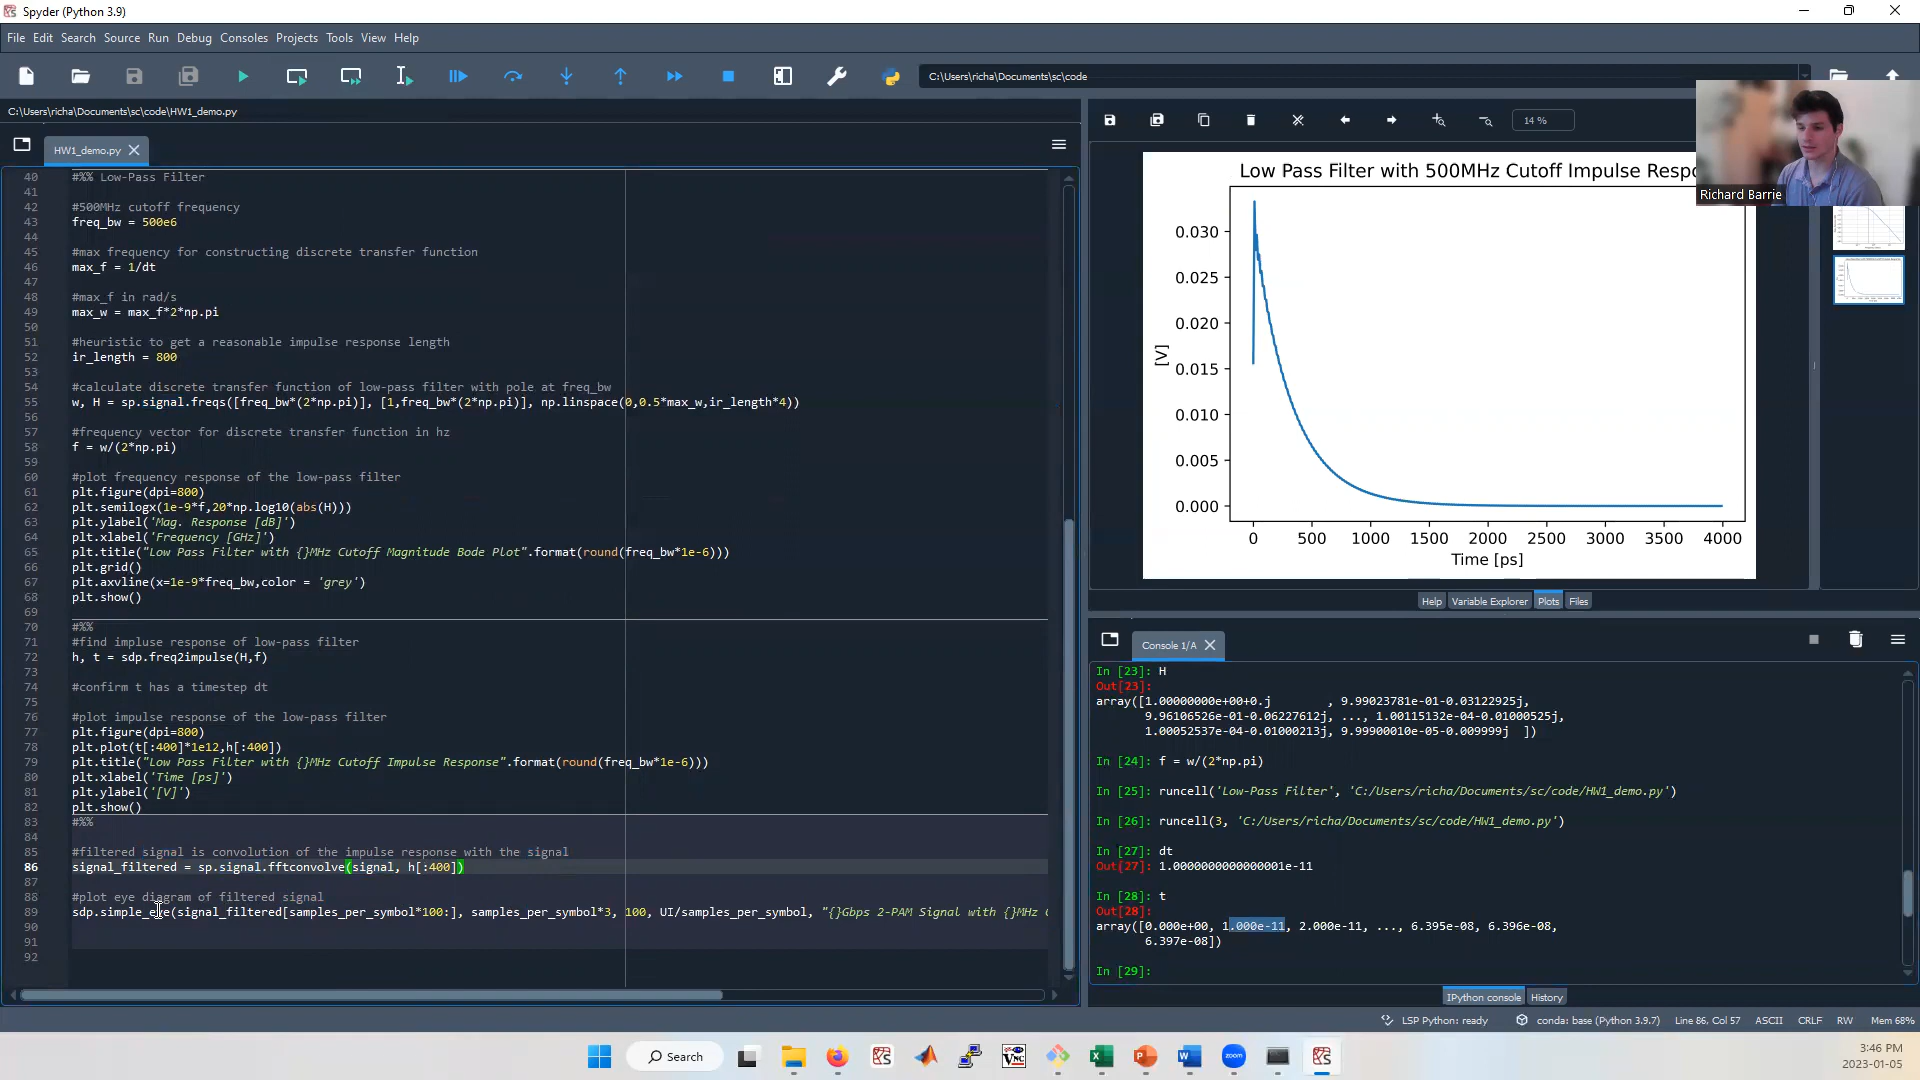 Spyder (Python 3.9)
File Edit Search Source Run Debug Consoles Projects Tools View Help
C:\Users\richa\Documents\sc\code
C:\Users\richa\Documents\sc\code\HW1_demo.py
HW1_demo.py
40 #%% Low-Pass Filter
41
42 #500MHz cutoff frequency
43 freq_bw = 500e6
44
45 #max frequency for constructing discrete transfer function
46 max_f = 1/dt
47
48 #max_f in rad/s
49 max_w = max_f*2*np.pi
50
51 #heuristic to get a reasonable impulse response length
52 ir_length = 800
53
54 #calculate discrete transfer function of low-pass filter with pole at freq_bw
55 w, H = sp.signal.freqs([freq_bw*(2*np.pi)], [1,freq_bw*(2*np.pi)], np.linspace(0,0.5*max_w,ir_length*4))
56
57 #frequency vector for discrete transfer function in hz
58 f = w/(2*np.pi)
59
60 #plot frequency response of the low-pass filter
61 plt.figure(dpi=800)
62 plt.semilogx(1e-9*f,20*np.log10(abs(H)))
63 plt.ylabel('Mag. Response [dB]')
64 plt.xlabel('Frequency [GHz]')
65 plt.title("Low Pass Filter with {}MHz Cutoff Magnitude Bode Plot".format(round(freq_bw*1e-6)))
66 plt.grid()
67 plt.axvline(x=1e-9*freq_bw,color = 'grey')
68 plt.show()
69
70 #%%
71 #find impluse response of low-pass filter
72 h, t = sdp.freq2impulse(H,f)
73
74 #confirm t has a timestep dt
75
76 #plot impulse response of the low-pass filter
77 plt.figure(dpi=800)
78 plt.plot(t[:400]*1e12,h[:400])
79 plt.title("Low Pass Filter with {}MHz Cutoff Impulse Response".format(round(freq_bw*1e-6)))
80 plt.xlabel('Time [ps]')
81 plt.ylabel('[V]')
82 plt.show()
83 #%%
84
85 #filtered signal is convolution of the impulse response with the signal
86 signal_filtered = sp.signal.fftconvolve(signal, h[:400])
87
88 #plot eye diagram of filtered signal
89 sdp.simple_eye(signal_filtered[samples_per_symbol*100:], samples_per_symbol*3, 100, UI/samples_per_symbol, "{}Gbps 2-PAM Signal with {}MHz C
90
91
92
14 %
Richard Barrie
Low Pass Filter with 500MHz Cutoff Impulse Respo
0.030
0.025
0.020
0.015
0.010
0.005
0.000
[V]
0 500 1000 1500 2000 2500 3000 3500 4000
Time [ps]
Help Variable Explorer Plots Files
Console 1/A
In [23]: H
Out[23]:
array([1.00000000e+00+0.j , 9.99023781e-01-0.03122925j,
9.96106526e-01-0.06227612j, ..., 1.00115132e-04-0.01000525j,
1.00052537e-04-0.01000213j, 9.99900010e-05-0.009999j ])
In [24]: f = w/(2*np.pi)
In [25]: runcell('Low-Pass Filter', 'C:/Users/richa/Documents/sc/code/HW1_demo.py')
In [26]: runcell(3, 'C:/Users/richa/Documents/sc/code/HW1_demo.py')
In [27]: dt
Out[27]: 1.0000000000000001e-11
In [28]: t
Out[28]:
array([0.000e+00, 1.000e-11, 2.000e-11, ..., 6.395e-08, 6.396e-08,
6.397e-08])
In [29]:
IPython console History
LSP Python: ready conda: base (Python 3.9.7) Line 86, Col 57 ASCII CRLF RW Mem 68%
Search
zoom
3:46 PM
2023-01-05